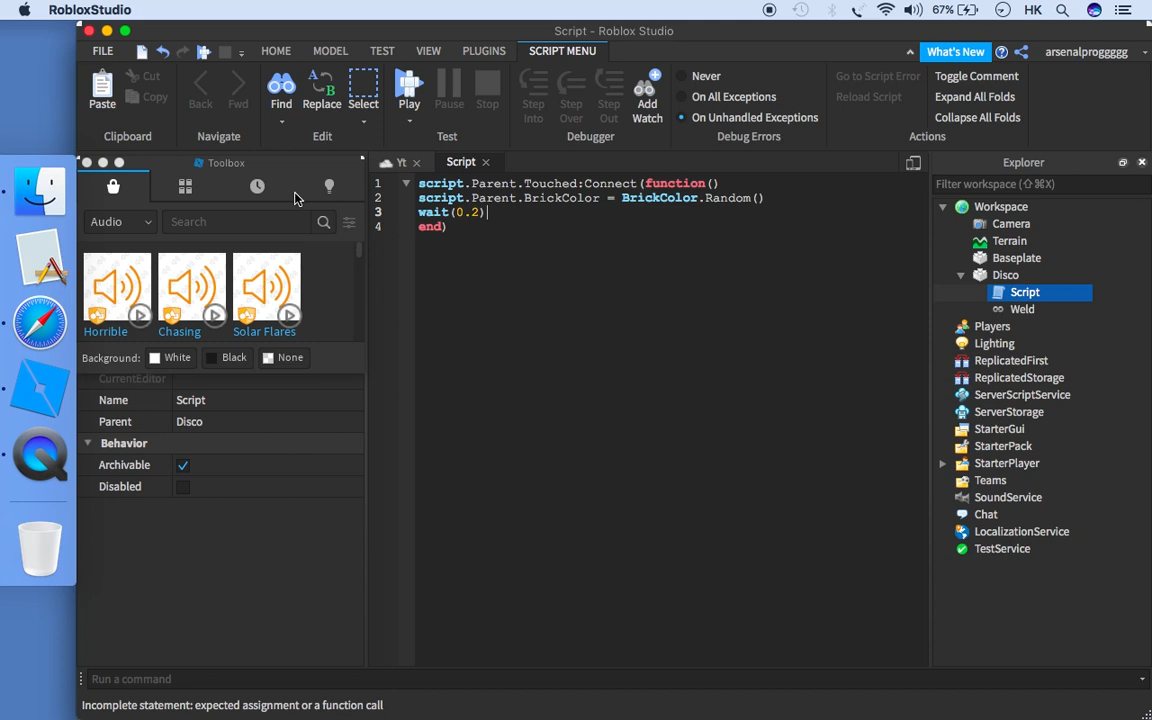 RobloxStudio
67%
HK
Script - Roblox Studio
FILE
HOME
MODEL
TEST
VIEW
PLUGINS
SCRIPT MENU
What's New
arsenalproggggg
Paste
Cut
Copy
Clipboard
Back
Fwd
Navigate
Find
Replace
Select
Edit
Play
Pause
Stop
Test
Step Into
Step Over
Step Out
Add Watch
Debugger
Never
On All Exceptions
On Unhandled Exceptions
Debug Errors
Go to Script Error
Reload Script
Toggle Comment
Expand All Folds
Collapse All Folds
Actions
Toolbox
Audio
Search
Horrible
Chasing
Solar Flares
Background:
White
Black
None
CurrentEditor
Name
Script
Parent
Disco
Behavior
Archivable
Disabled
Yt
Script
1 script.Parent.Touched:Connect(function()
2 script.Parent.BrickColor = BrickColor.Random()
3 wait(0.2)
4 end)
Explorer
Filter workspace (⇧⌘X)
Workspace
Camera
Terrain
Baseplate
Disco
Script
Weld
Players
Lighting
ReplicatedFirst
ReplicatedStorage
ServerScriptService
ServerStorage
StarterGui
StarterPack
StarterPlayer
Teams
SoundService
Chat
LocalizationService
TestService
Run a command
Incomplete statement: expected assignment or a function call